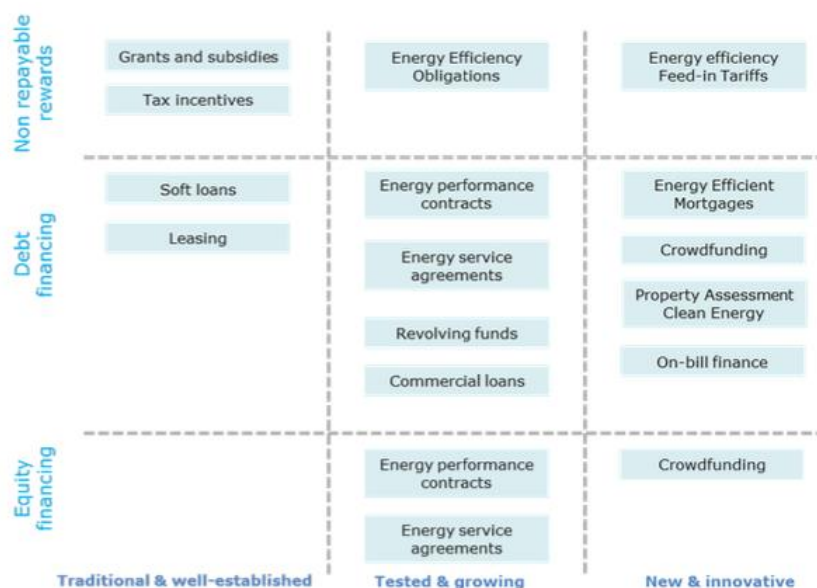 Non repayable
rewards
Grants and subsidies
Tax incentives
Energy Efficiency
Obligations
Energy efficiency
Feed-in Tariffs
Debt
financing
Soft loans
Leasing
Energy performance
contracts
Energy service
agreements
Revolving funds
Commercial loans
Energy Efficient
Mortgages
Crowdfunding
Property Assessment
Clean Energy
On-bill finance
Equity
financing
Energy performance
contracts
Energy service
agreements
Crowdfunding
Traditional & well-established
Tested & growing
New & innovative